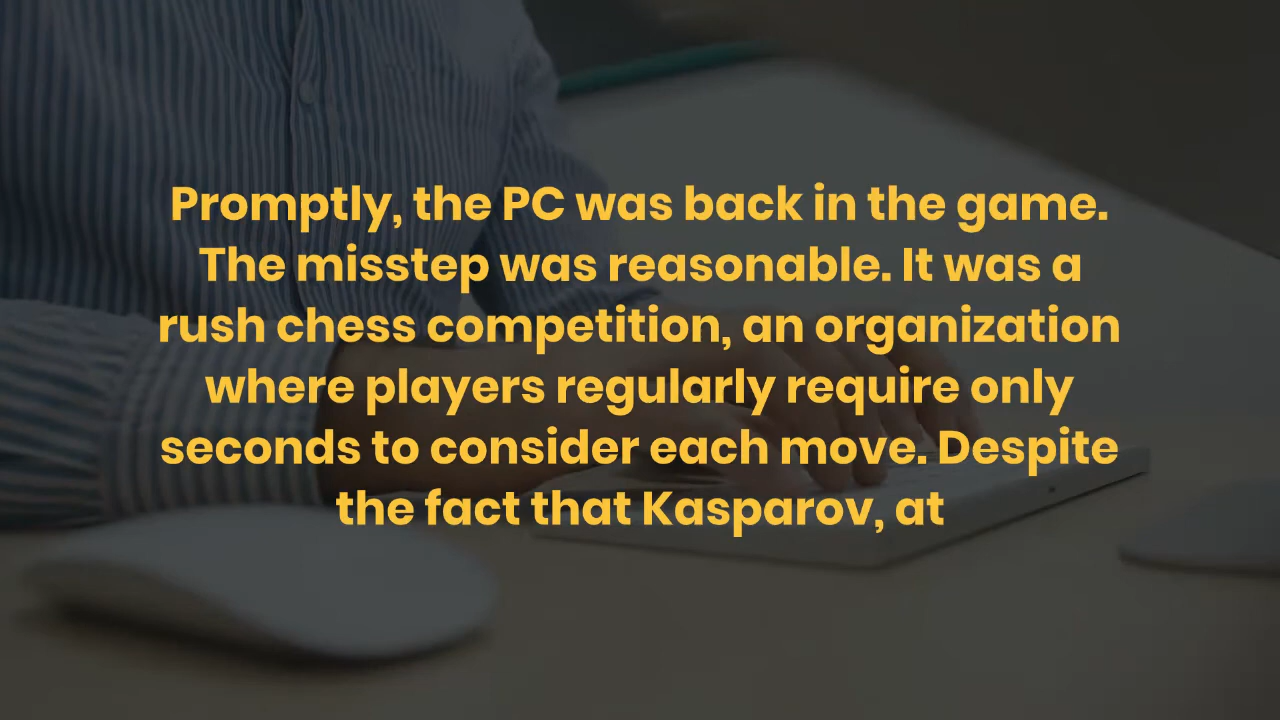 Promptly, the PC was back in the game.
The misstep was reasonable. It was a
rush chess competition, an organization
where players regularly require only
seconds to consider each move. Despite
the fact that Kasparov, at